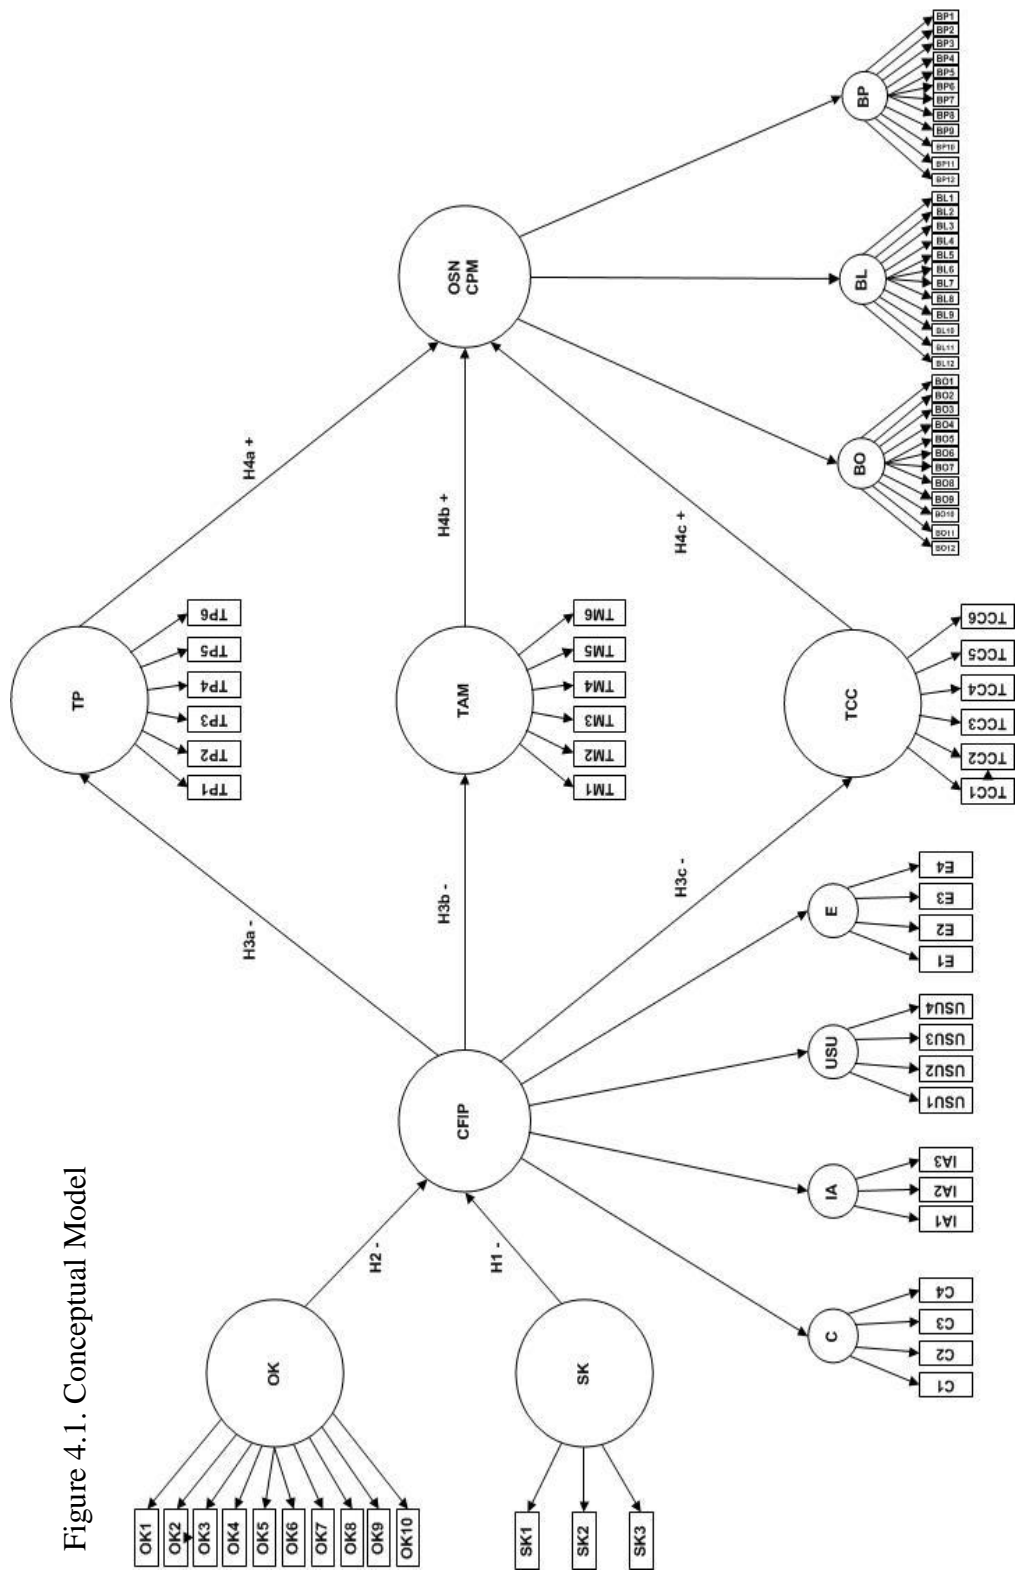 Figure 4.1. Conceptual Model
OK1
OK2
OK3
OK4
OK5
OK6
OK7
OK8
OK9
OK10
OK
SK1
SK2
SK3
SK
H2 -
H1 -
CFIP
C
C1
C2
C3
C4
IA
IA1
IA2
IA3
USU
USU1
USU2
USU3
USU4
E
E1
E2
E3
E4
H3a -
H3b -
H3c -
TP
TP1
TP2
TP3
TP4
TP5
TP6
TAM
TM1
TM2
TM3
TM4
TM5
TM6
TCC
TCC1
TCC2
TCC3
TCC4
TCC5
TCC6
H4a +
H4b +
H4c +
OSN
CPM
BO
BO12
BO11
BO10
BO9
BO8
BO7
BO6
BO5
BO4
BO3
BO2
BO1
BL
BL12
BL11
BL10
BL9
BL8
BL7
BL6
BL5
BL4
BL3
BL2
BL1
BP
BP12
BP11
BP10
BP9
BP8
BP7
BP6
BP5
BP4
BP3
BP2
BP1